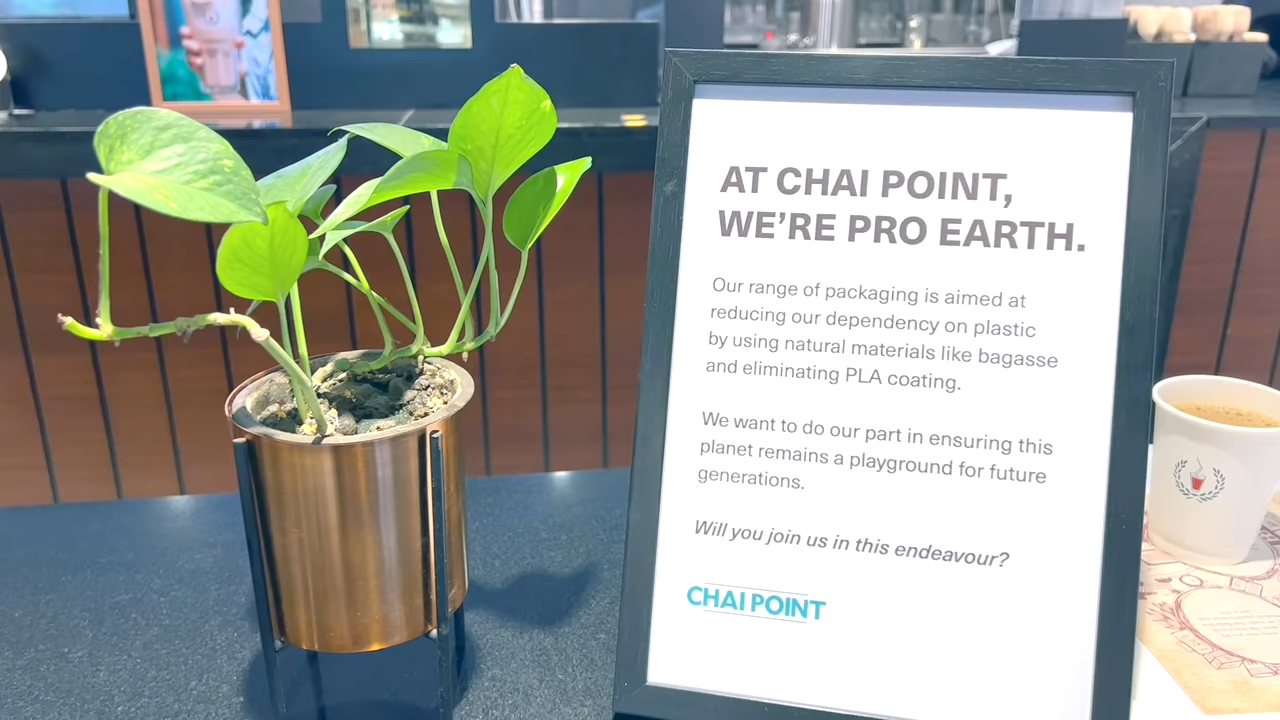 AT CHAI POINT,
WE'RE PRO EARTH.
Our range of packaging is aimed at
reducing our dependency on plastic
by using natural materials like bagasse
and eliminating PLA coating.
We want to do our part in ensuring this
planet remains a playground for future
generations.
Will you join us in this endeavour?
CHAI POINT